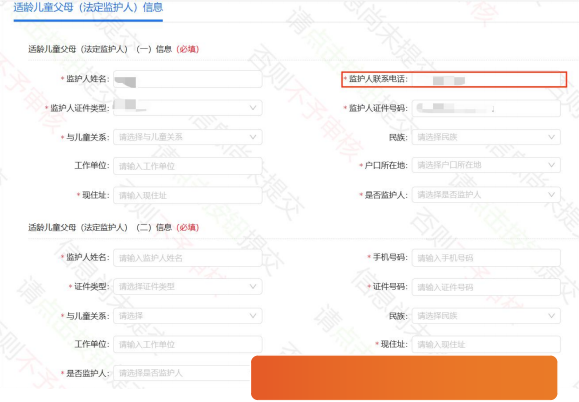 适龄儿童父母（法定监护人）信息
适龄儿童父母（法定监护人）（一）信息（必填）
* 监护人姓名：
* 监护人联系电话：
* 监护人证件类型：
* 监护人证件号码：
* 与儿童关系： 请选择与儿童关系
民族： 请选择民族
工作单位： 请输入工作单位
* 户口所在地： 请选择户口所在地
* 现住址： 请输入现住址
* 是否监护人： 请选择是否监护人
适龄儿童父母（法定监护人）（二）信息（必填）
* 监护人姓名： 请输入监护人姓名
* 手机号码： 请输入手机号码
* 证件类型： 请选择证件类型
* 证件号码： 请输入证件号码
* 与儿童关系： 请选择
民族： 请选择民族
工作单位： 请输入工作单位
* 现住址： 请输入现住址
* 是否监护人： 请选择是否监护人